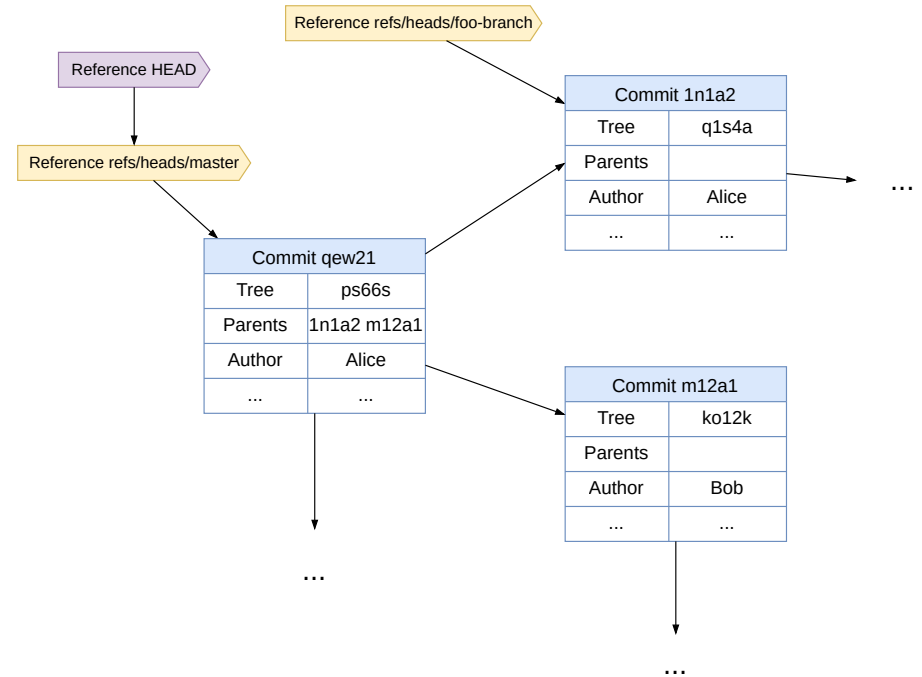 Reference refs/heads/foo-branch
Reference HEAD
Reference refs/heads/master
Commit 1n1a2
Tree q1s4a
Parents
Author Alice
... ...
...
Commit qew21
Tree ps66s
Parents 1n1a2 m12a1
Author Alice
... ...
...
Commit m12a1
Tree ko12k
Parents
Author Bob
... ...
...